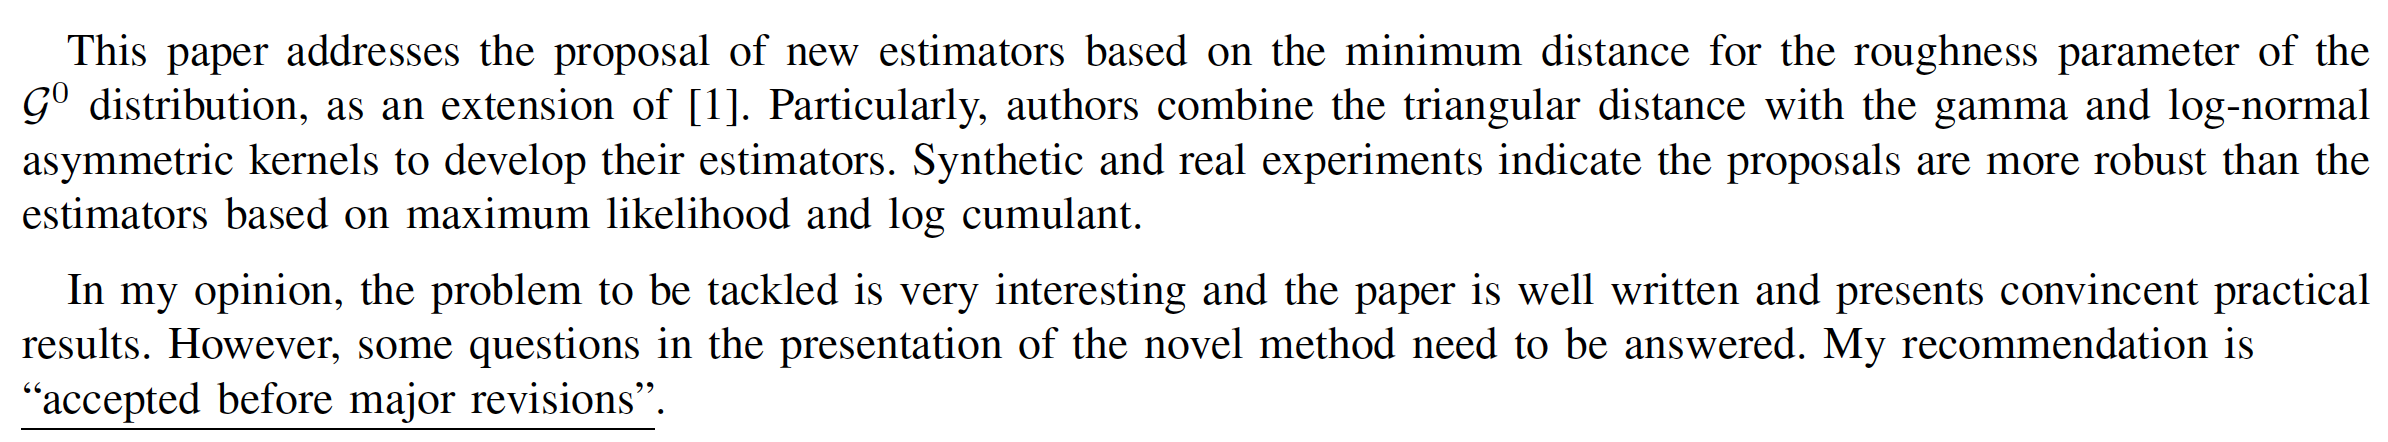 This paper addresses the proposal of new estimators based on the minimum distance for the roughness parameter of the
𝒢⁰ distribution, as an extension of [1]. Particularly, authors combine the triangular distance with the gamma and log-normal
asymmetric kernels to develop their estimators. Synthetic and real experiments indicate the proposals are more robust than the
estimators based on maximum likelihood and log cumulant.
In my opinion, the problem to be tackled is very interesting and the paper is well written and presents convincent practical
results. However, some questions in the presentation of the novel method need to be answered. My recommendation is
“accepted before major revisions”.